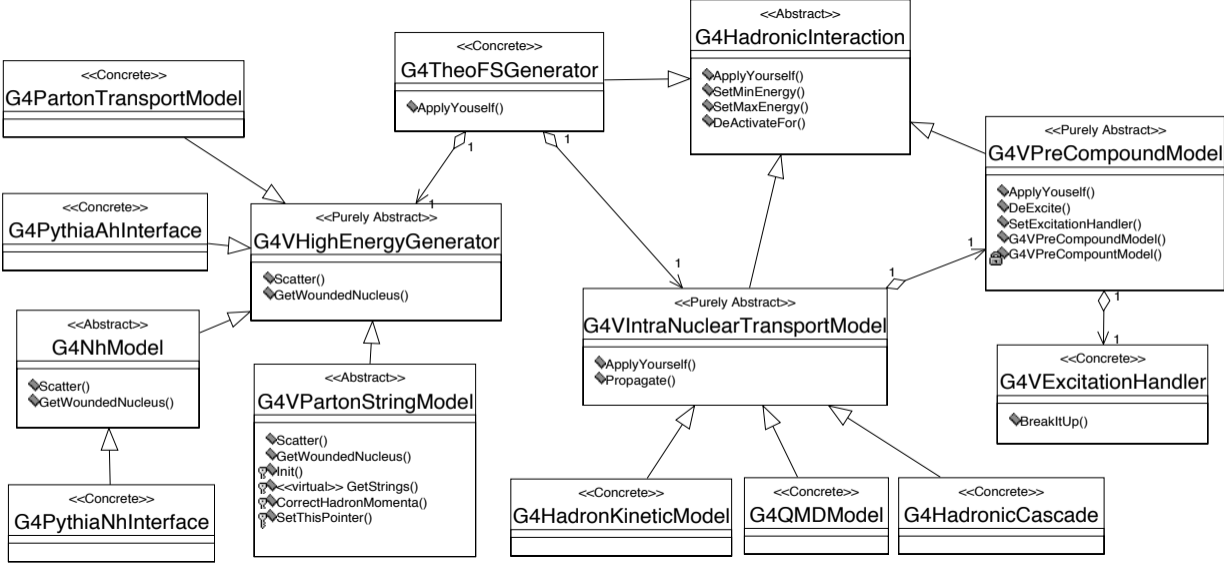 <<Abstract>>
G4HadronicInteraction
ApplyYourself()
SetMinEnergy()
SetMaxEnergy()
DeActivateFor()
<<Concrete>>
G4TheoFSGenerator
ApplyYouself()
1
1
<<Concrete>>
G4PartonTransportModel
<<Purely Abstract>>
G4VPreCompoundModel
ApplyYouself()
DeExcite()
SetExcitationHandler()
G4VPreCompoundModel()
G4VPreCompountModel()
1
1
<<Concrete>>
G4PythiaAhInterface
1
<<Purely Abstract>>
G4VHighEnergyGenerator
Scatter()
GetWoundedNucleus()
1
1
<<Purely Abstract>>
G4VIntraNuclearTransportModel
ApplyYourself()
Propagate()
1
<<Concrete>>
G4VExcitationHandler
BreakItUp()
<<Abstract>>
G4NhModel
Scatter()
GetWoundedNucleus()
<<Abstract>>
G4VPartonStringModel
Scatter()
GetWoundedNucleus()
Init()
<<virtual>> GetStrings()
CorrectHadronMomenta()
SetThisPointer()
<<Concrete>>
G4PythiaNhInterface
<<Concrete>>
G4HadronKineticModel
<<Concrete>>
G4QMDModel
<<Concrete>>
G4HadronicCascade